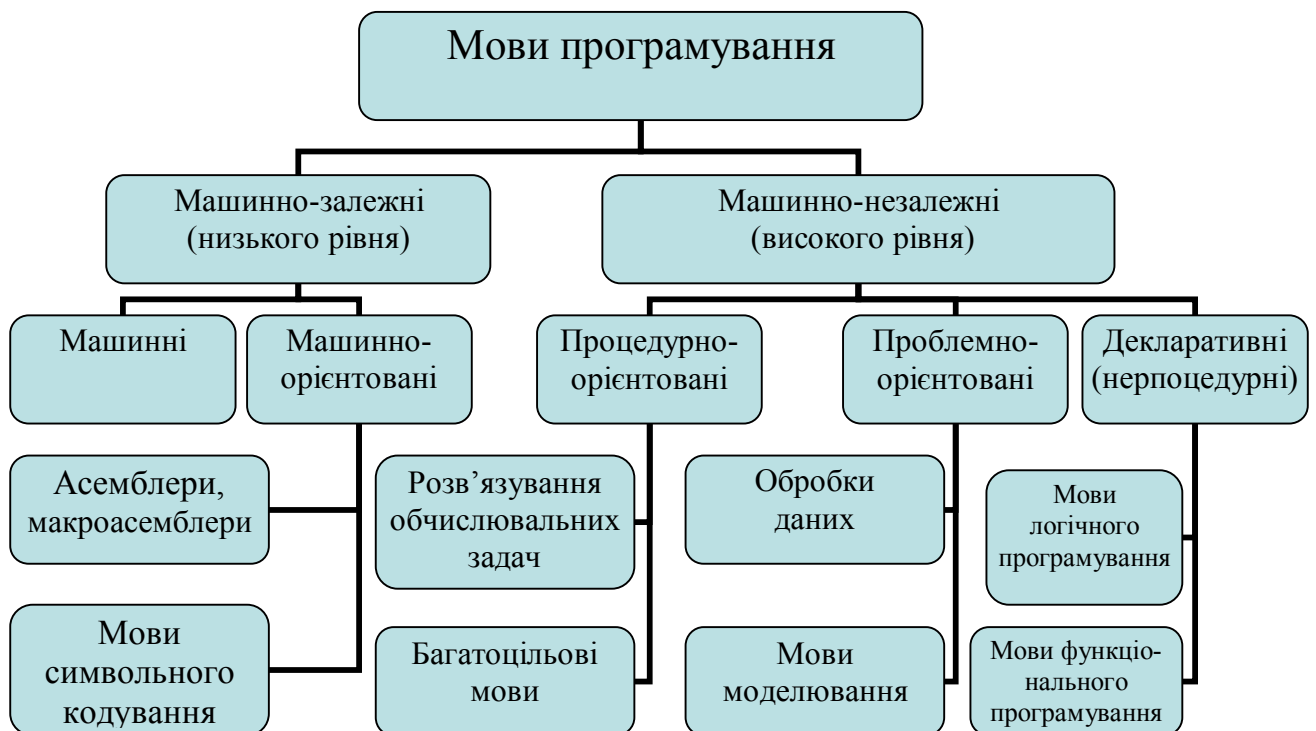 Мови програмування
Машинно-залежні
(низького рівня)
Машинно-незалежні
(високого рівня)
Машинні
Машинно-
орієнтовані
Процедурно-
орієнтовані
Проблемно-
орієнтовані
Декларативні
(нерпоцедурні)
Асемблери,
макроасемблери
Розв’язування
обчислювальних
задач
Обробки
даних
Мови
логічного
програмування
Мови
символьного
кодування
Багатоцільові
мови
Мови
моделювання
Мови функціо-
нального
програмування